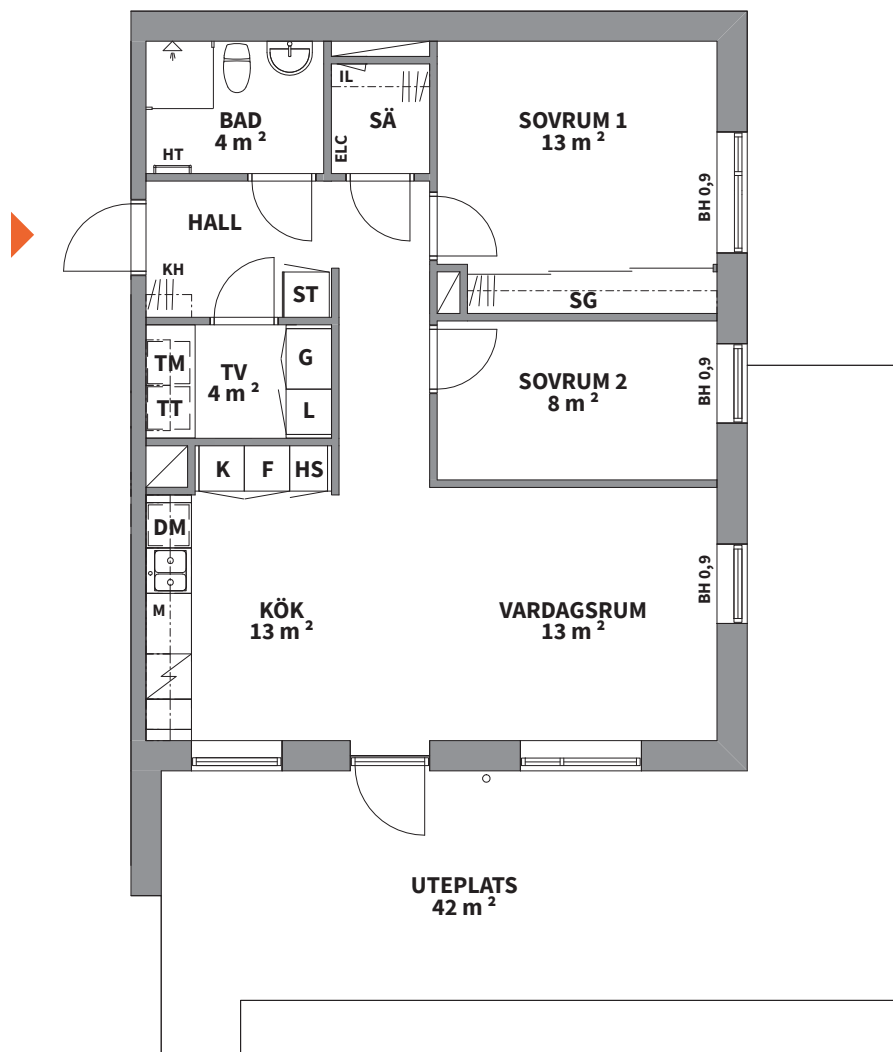 IL
BAD
4 m ²
SÄ
SOVRUM 1
13 m ²
HT
ELC
BH 0,9
HALL
KH
ST
SG
TM
TV
4 m ²
G
SOVRUM 2
8 m ²
BH 0,9
TT
L
K
F
HS
DM
M
KÖK
13 m ²
VARDAGSRUM
13 m ²
BH 0,9
UTEPLATS
42 m ²